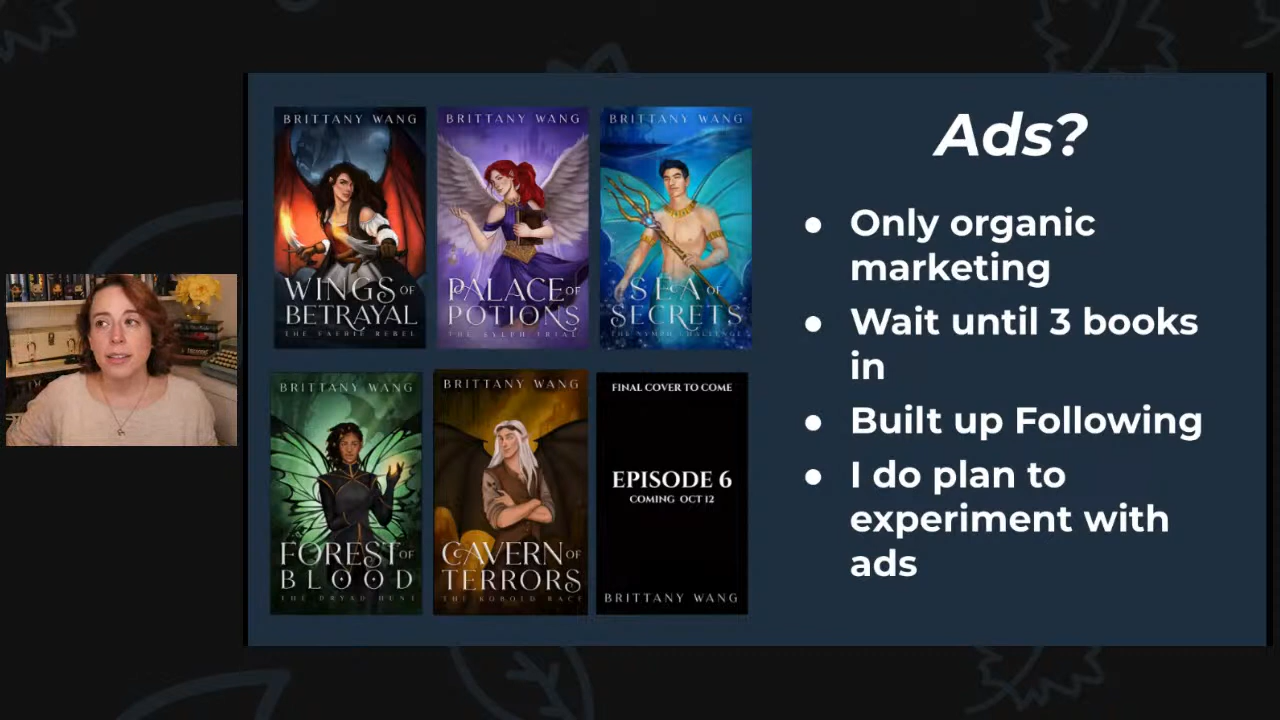 BRITTANY WANG
WINGS OF
BETRAYAL
THE FAERIE REBEL
BRITTANY WANG
PALACE OF
POTIONS
THE SYLPH TRIAL
BRITTANY WANG
SEA OF
SECRETS
THE NYMPH CHALLENGE
BRITTANY WANG
FOREST OF
BLOOD
THE DRYAD HUNT
BRITTANY WANG
CAVERN OF
TERRORS
THE KOBOLD RACE
FINAL COVER TO COME
EPISODE 6
COMING OCT 12
BRITTANY WANG
Ads?
● Only organic
marketing
● Wait until 3 books
in
● Built up Following
● I do plan to
experiment with
ads